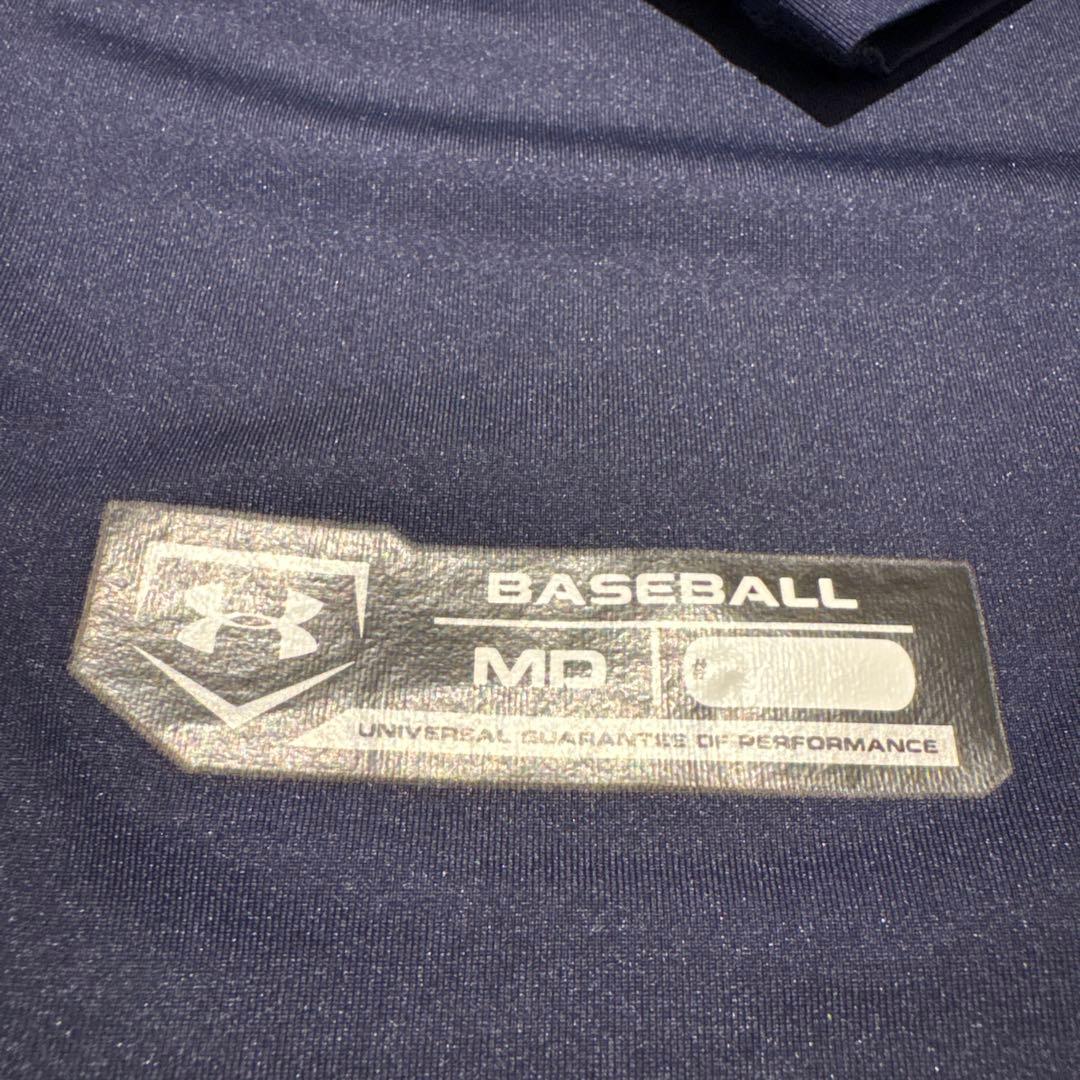 BASEBALL
MD
#
UNIVERSAL GUARANTEE OF PERFORMANCE